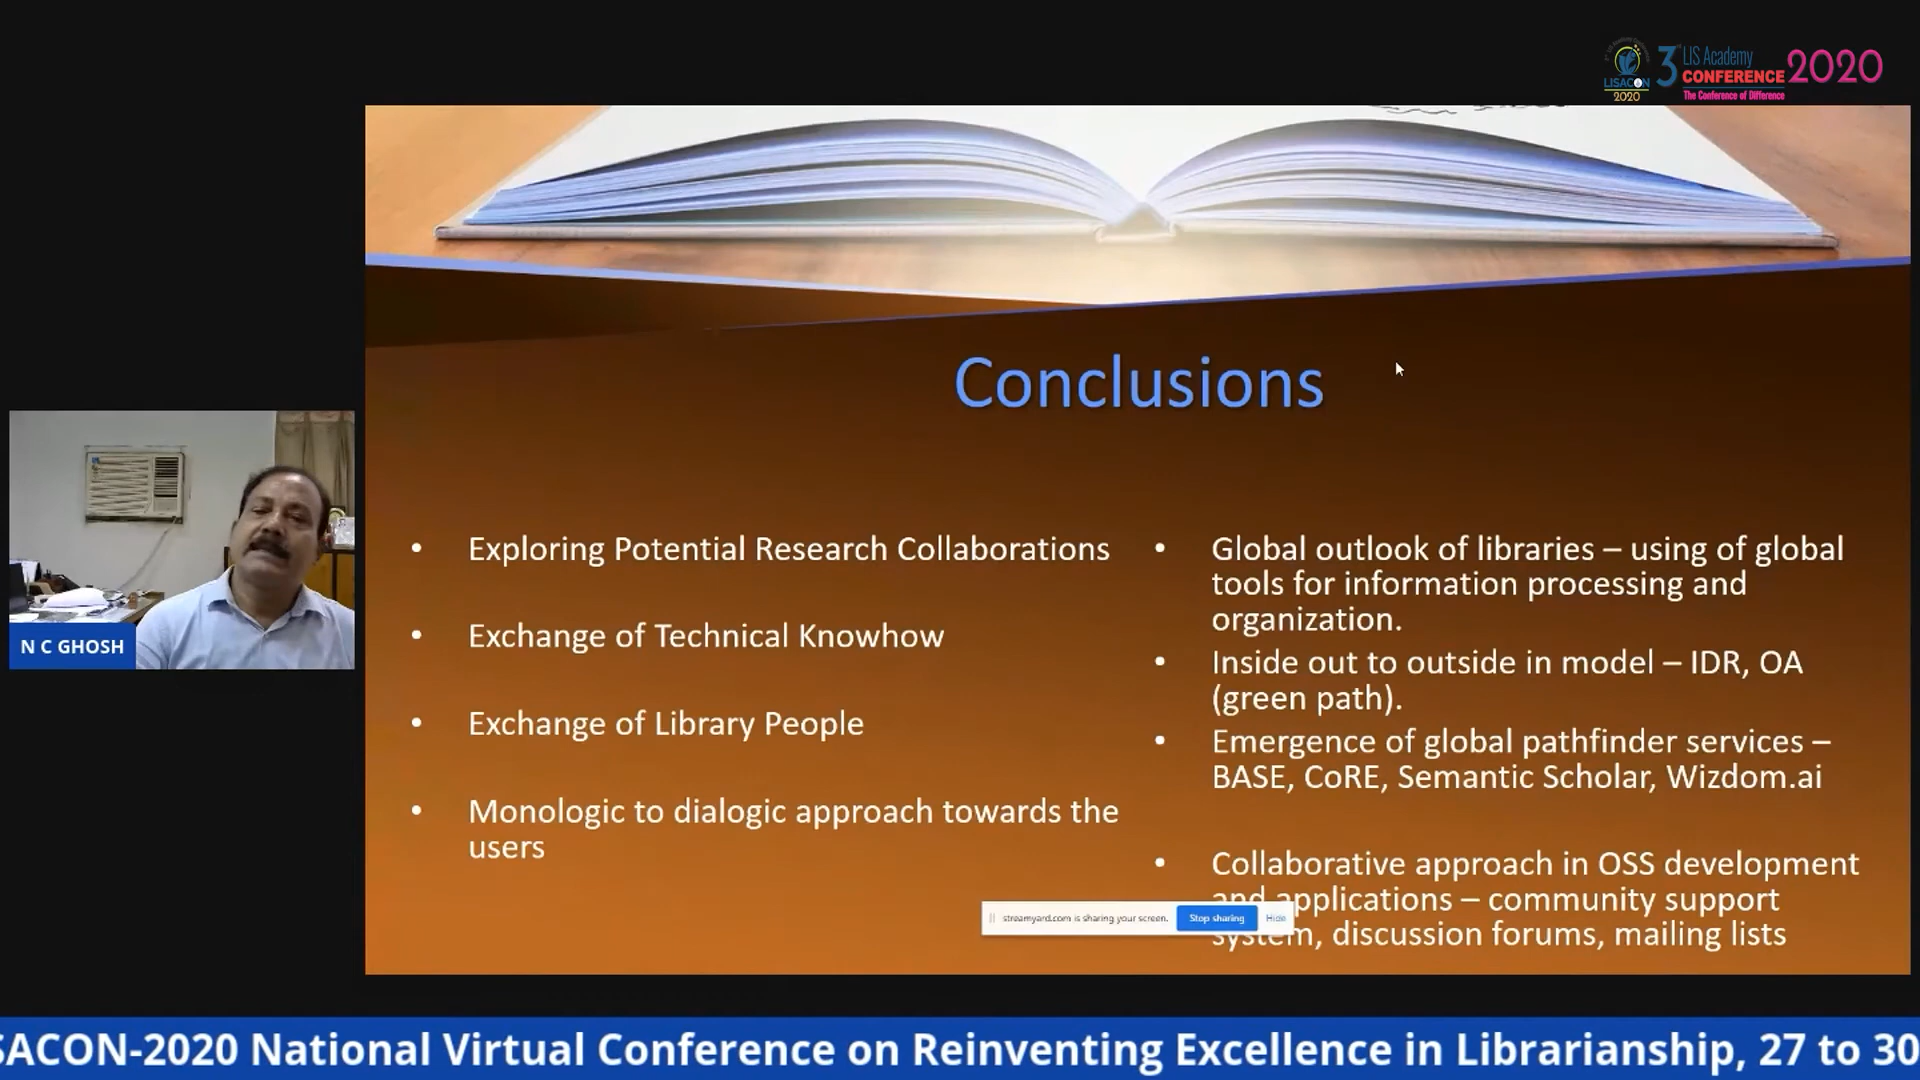 LISACON
2020
3rd LIS Academy
CONFERENCE 2020
The Conference of Difference
Conclusions
• Exploring Potential Research Collaborations
• Exchange of Technical Knowhow
• Exchange of Library People
• Monologic to dialogic approach towards the
users
• Global outlook of libraries – using of global
tools for information processing and
organization.
• Inside out to outside in model – IDR, OA
(green path).
• Emergence of global pathfinder services –
BASE, CoRE, Semantic Scholar, Wizdom.ai
• Collaborative approach in OSS development
and applications – community support
system, discussion forums, mailing lists
streamyard.com is sharing your screen. Stop sharing Hide
N C GHOSH
SACON-2020 National Virtual Conference on Reinventing Excellence in Librarianship, 27 to 30